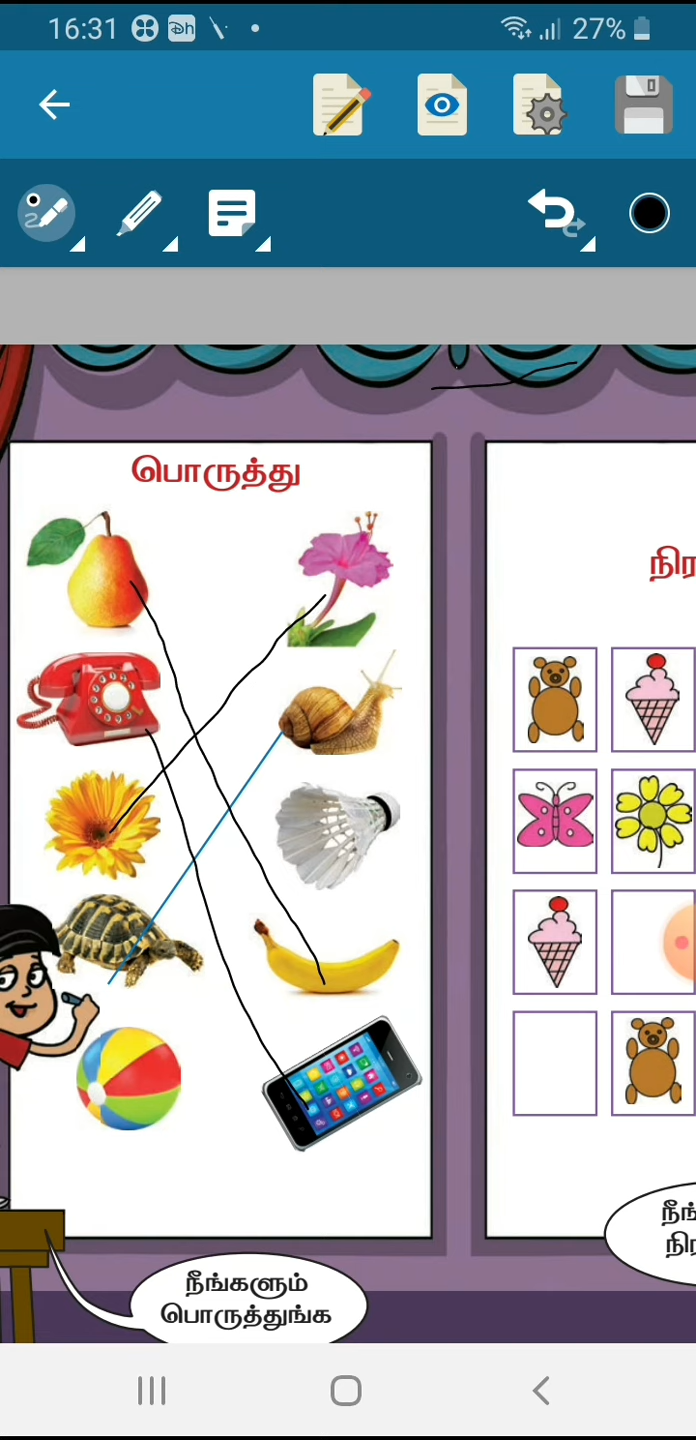 16:31
27%
பொருத்து
நிர
நீங்களும்
பொருத்துங்க
நீங்
நிர